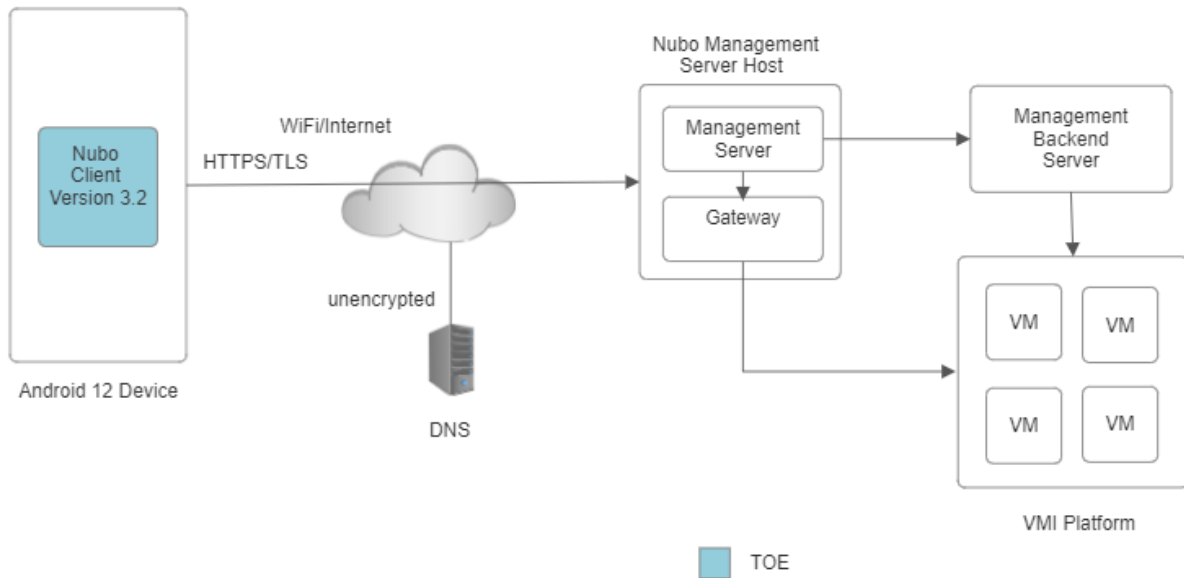 Nubo
Client
Version 3.2
Android 12 Device
WiFi/Internet
HTTPS/TLS
unencrypted
DNS
Nubo Management
Server Host
Management
Server
Gateway
Management
Backend
Server
VM
VM
VM
VM
VMI Platform
TOE